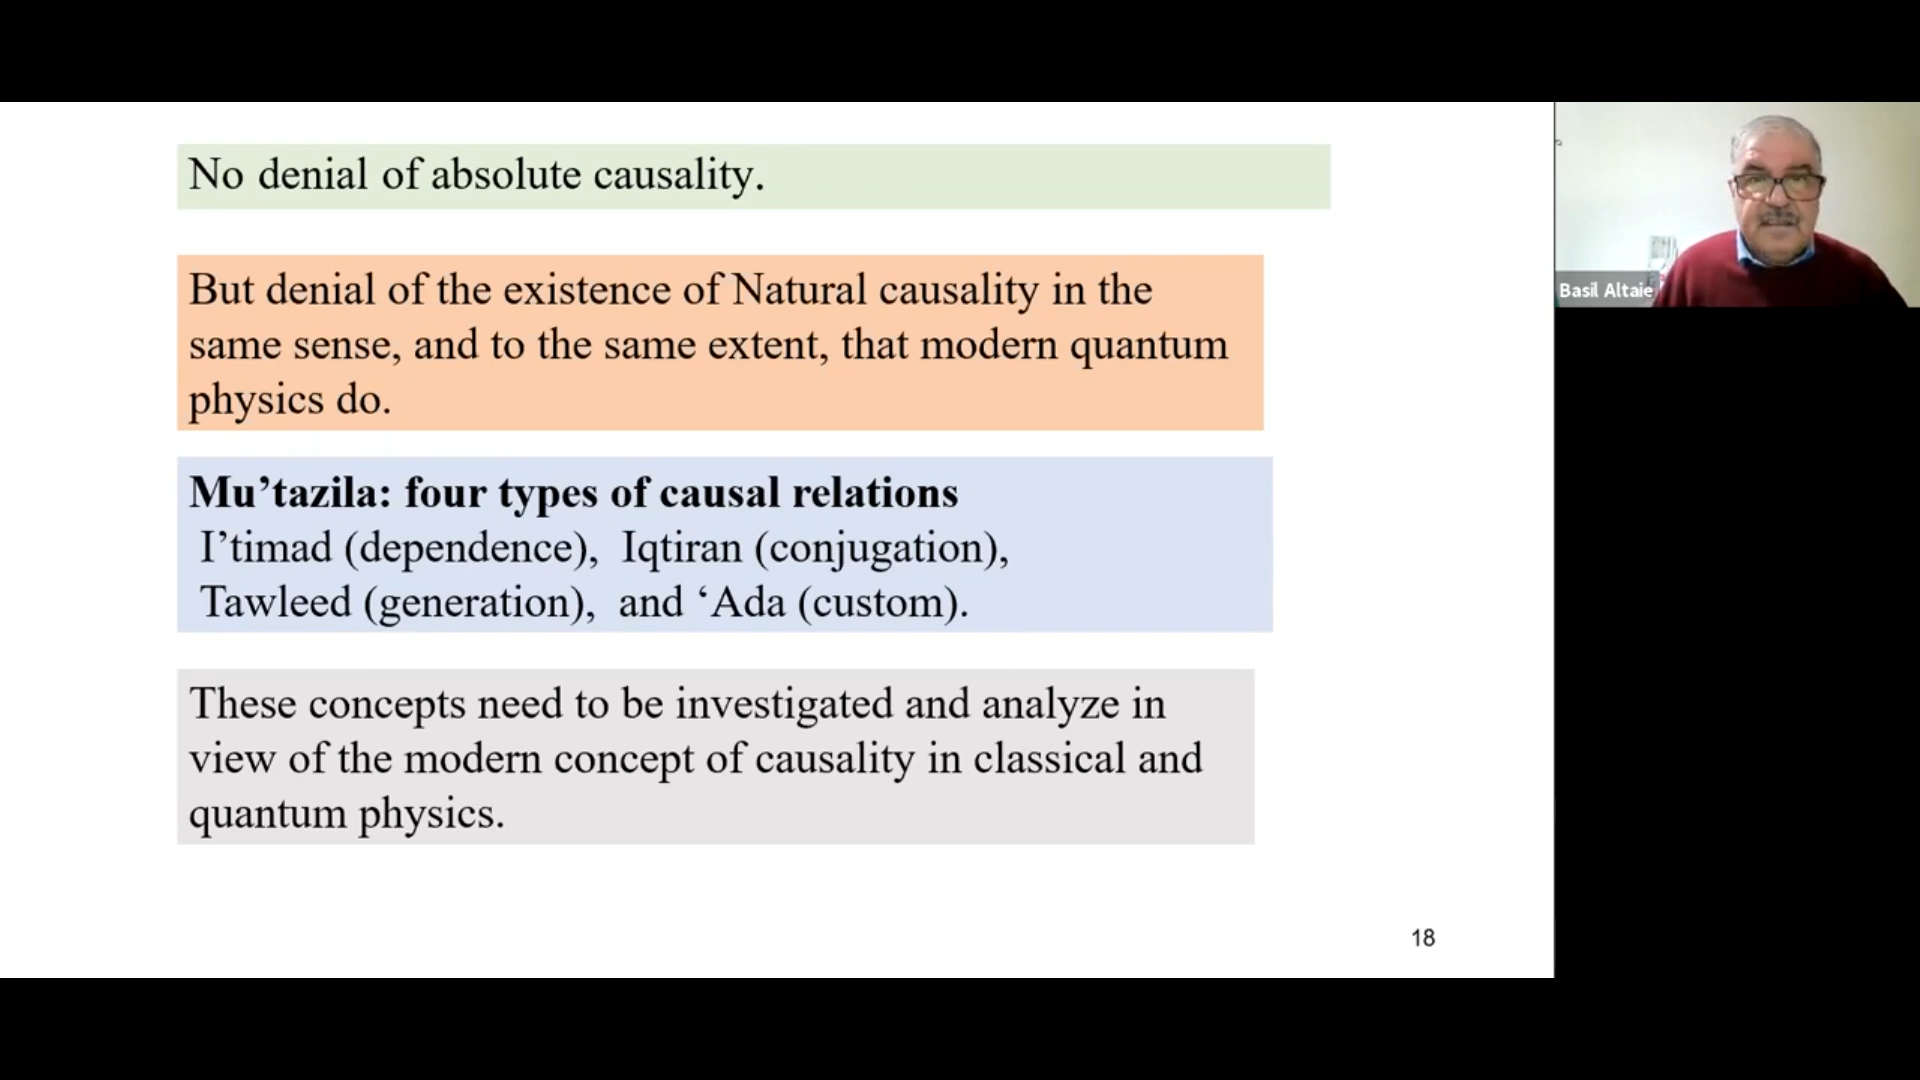 No denial of absolute causality.
But denial of the existence of Natural causality in the
same sense, and to the same extent, that modern quantum
physics do.
Mu’tazila: four types of causal relations
I’timad (dependence), Iqtiran (conjugation),
Tawleed (generation), and ‘Ada (custom).
These concepts need to be investigated and analyze in
view of the modern concept of causality in classical and
quantum physics.
18
Basil Altaie